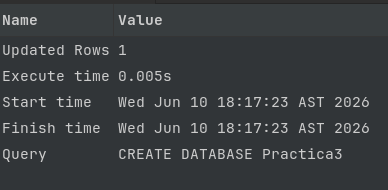 Name Value
Updated Rows 1
Execute time 0.005s
Start time Wed Jun 10 18:17:23 AST 2026
Finish time Wed Jun 10 18:17:23 AST 2026
Query CREATE DATABASE Practica3